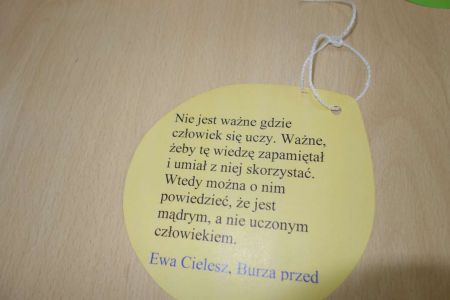 Nie jest ważne gdzie
człowiek się uczy. Ważne,
żeby tę wiedzę zapamiętał
i umiał z niej skorzystać.
Wtedy można o nim
powiedzieć, że jest
mądrym, a nie uczonym
człowiekiem.
Ewa Cielesz, Burza przed